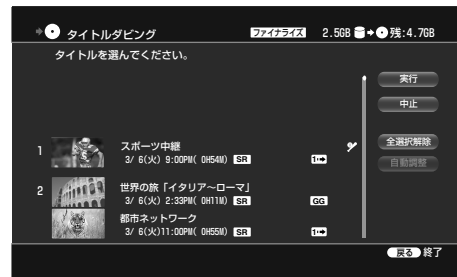 タイトルダビング ファイナライズ 2.5GB 残:4.7GB
タイトルを選んでください。
実行
中止
全選択解除
自動調整
1 スポーツ中継
3/ 6(火) 9:00PM( 0H54M) SR 1
2 世界の旅「イタリア～ローマ」
3/ 6(火) 2:33PM( 0H11M) SR GG
都市ネットワーク
3/ 6(火)11:00PM( 0H55M) SR 1
戻る 終了